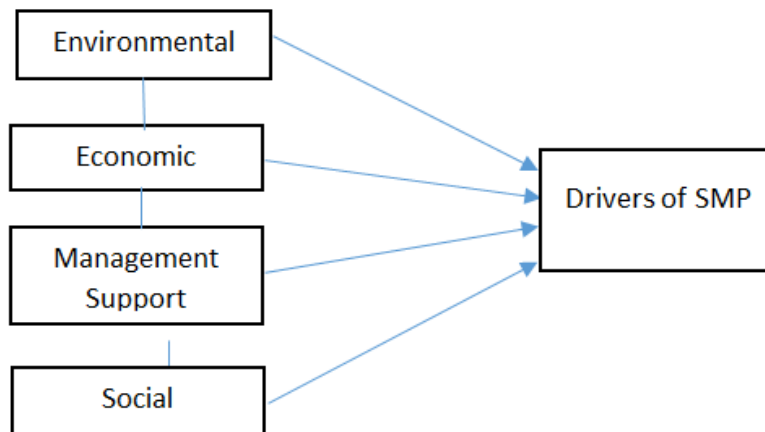 Environmental
Economic
Drivers of SMP
Management
Support
Social